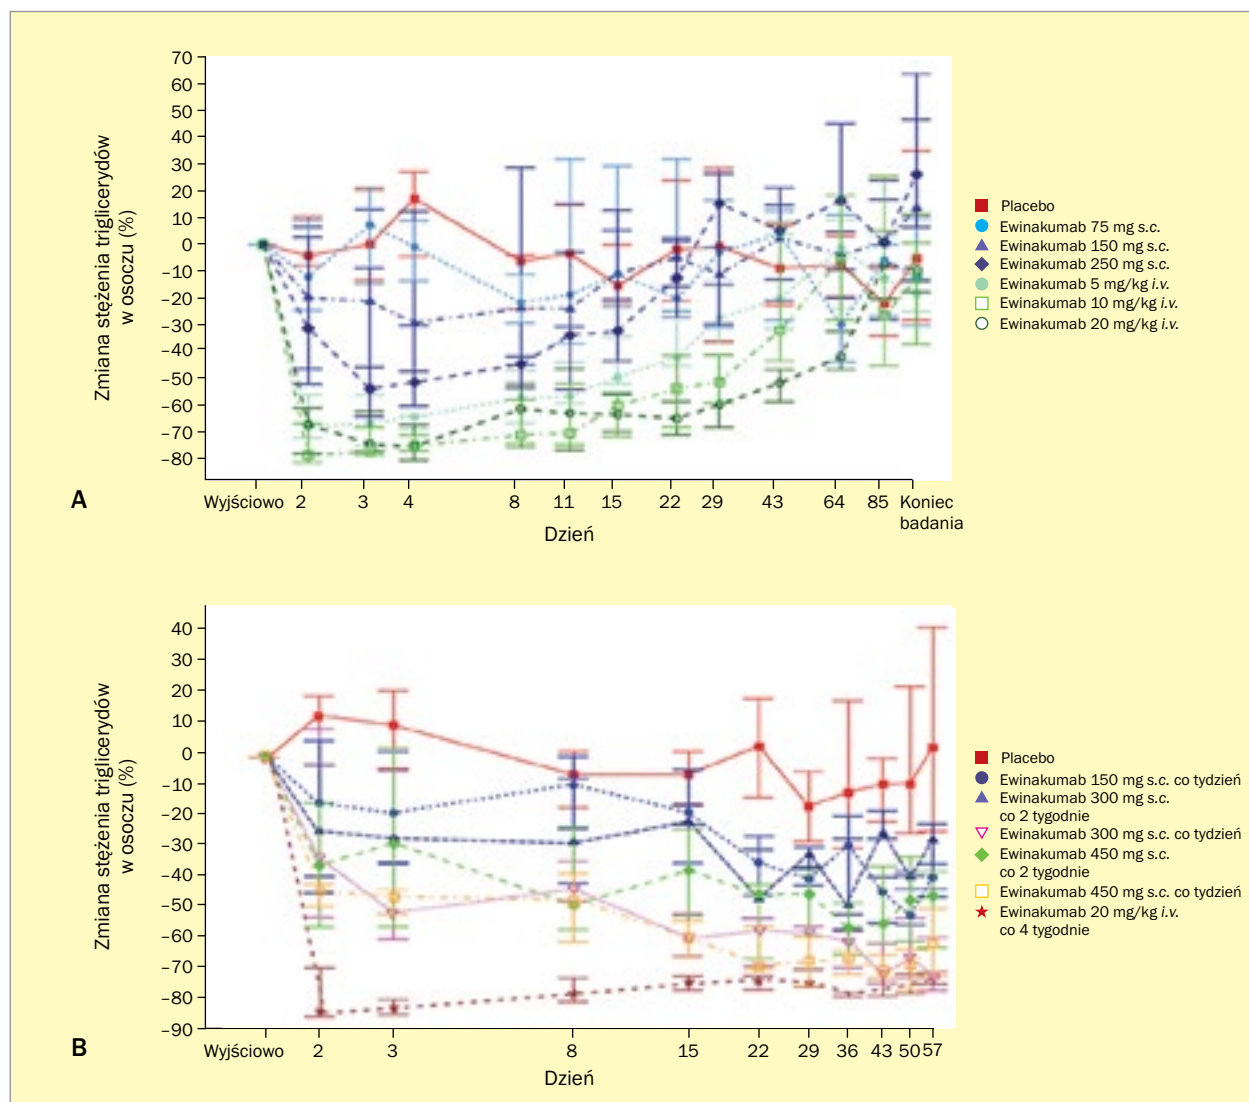 70
60
50
40
30
20
10
0
–10
–20
–30
–40
–50
–60
–70
–80
Zmiana stężenia triglicerydów
w osoczu (%)
A
Wyjściowo 2 3 4 8 11 15 22 29 43 64 85 Koniec
badania
Dzień
Placebo
Ewinakumab 75 mg s.c.
Ewinakumab 150 mg s.c.
Ewinakumab 250 mg s.c.
Ewinakumab 5 mg/kg i.v.
Ewinakumab 10 mg/kg i.v.
Ewinakumab 20 mg/kg i.v.
40
30
20
10
0
–10
–20
–30
–40
–50
–60
–70
–80
–90
Zmiana stężenia triglicerydów
w osoczu (%)
B
Wyjściowo 2 3 8 15 22 29 36 43 50 57
Dzień
Placebo
Ewinakumab 150 mg s.c. co tydzień
Ewinakumab 300 mg s.c.
co 2 tygodnie
Ewinakumab 300 mg s.c. co tydzień
Ewinakumab 450 mg s.c.
co 2 tygodnie
Ewinakumab 450 mg s.c. co tydzień
Ewinakumab 20 mg/kg i.v.
co 4 tygodnie